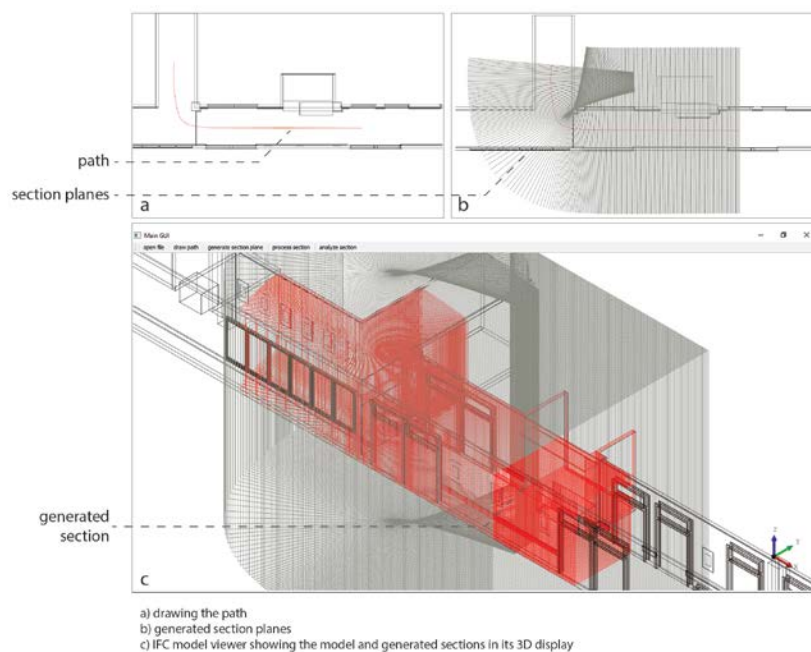 path
section planes
a
b
Main GUI
open file draw path generate section plane process section analyze section
generated
section
c
Z
Y
X
a) drawing the path
b) generated section planes
c) IFC model viewer showing the model and generated sections in its 3D display